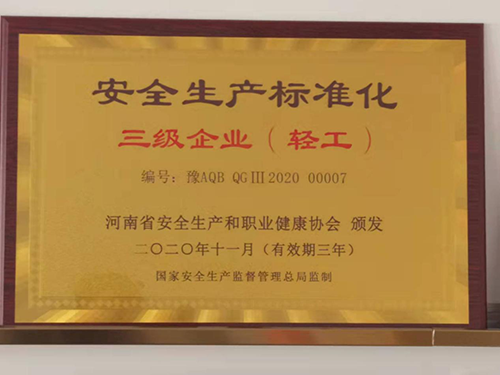 安全生产标准化
三级企业（轻工）
编号：豫AQB QGⅢ2020 00007
河南省安全生产和职业健康协会 颁发
二〇二〇年十一月（有效期三年）
国家安全生产监督管理总局监制